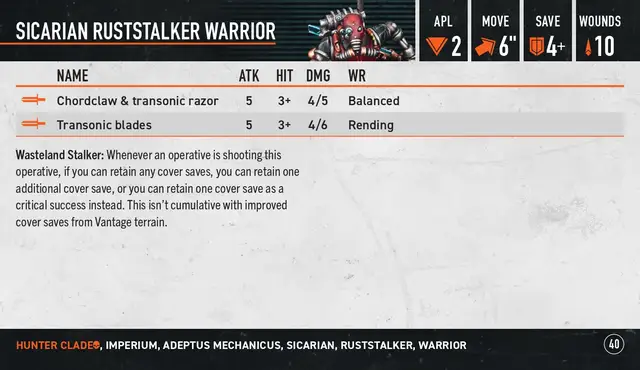 SICARIAN RUSTSTALKER WARRIOR
APL MOVE SAVE WOUNDS
2 6" 4+ 10
NAME ATK HIT DMG WR
Chordclaw & transonic razor 5 3+ 4/5 Balanced
Transonic blades 5 3+ 4/6 Rending
Wasteland Stalker: Whenever an operative is shooting this
operative, if you can retain any cover saves, you can retain one
additional cover save, or you can retain one cover save as a
critical success instead. This isn't cumulative with improved
cover saves from Vantage terrain.
HUNTER CLADE, IMPERIUM, ADEPTUS MECHANICUS, SICARIAN, RUSTSTALKER, WARRIOR
40